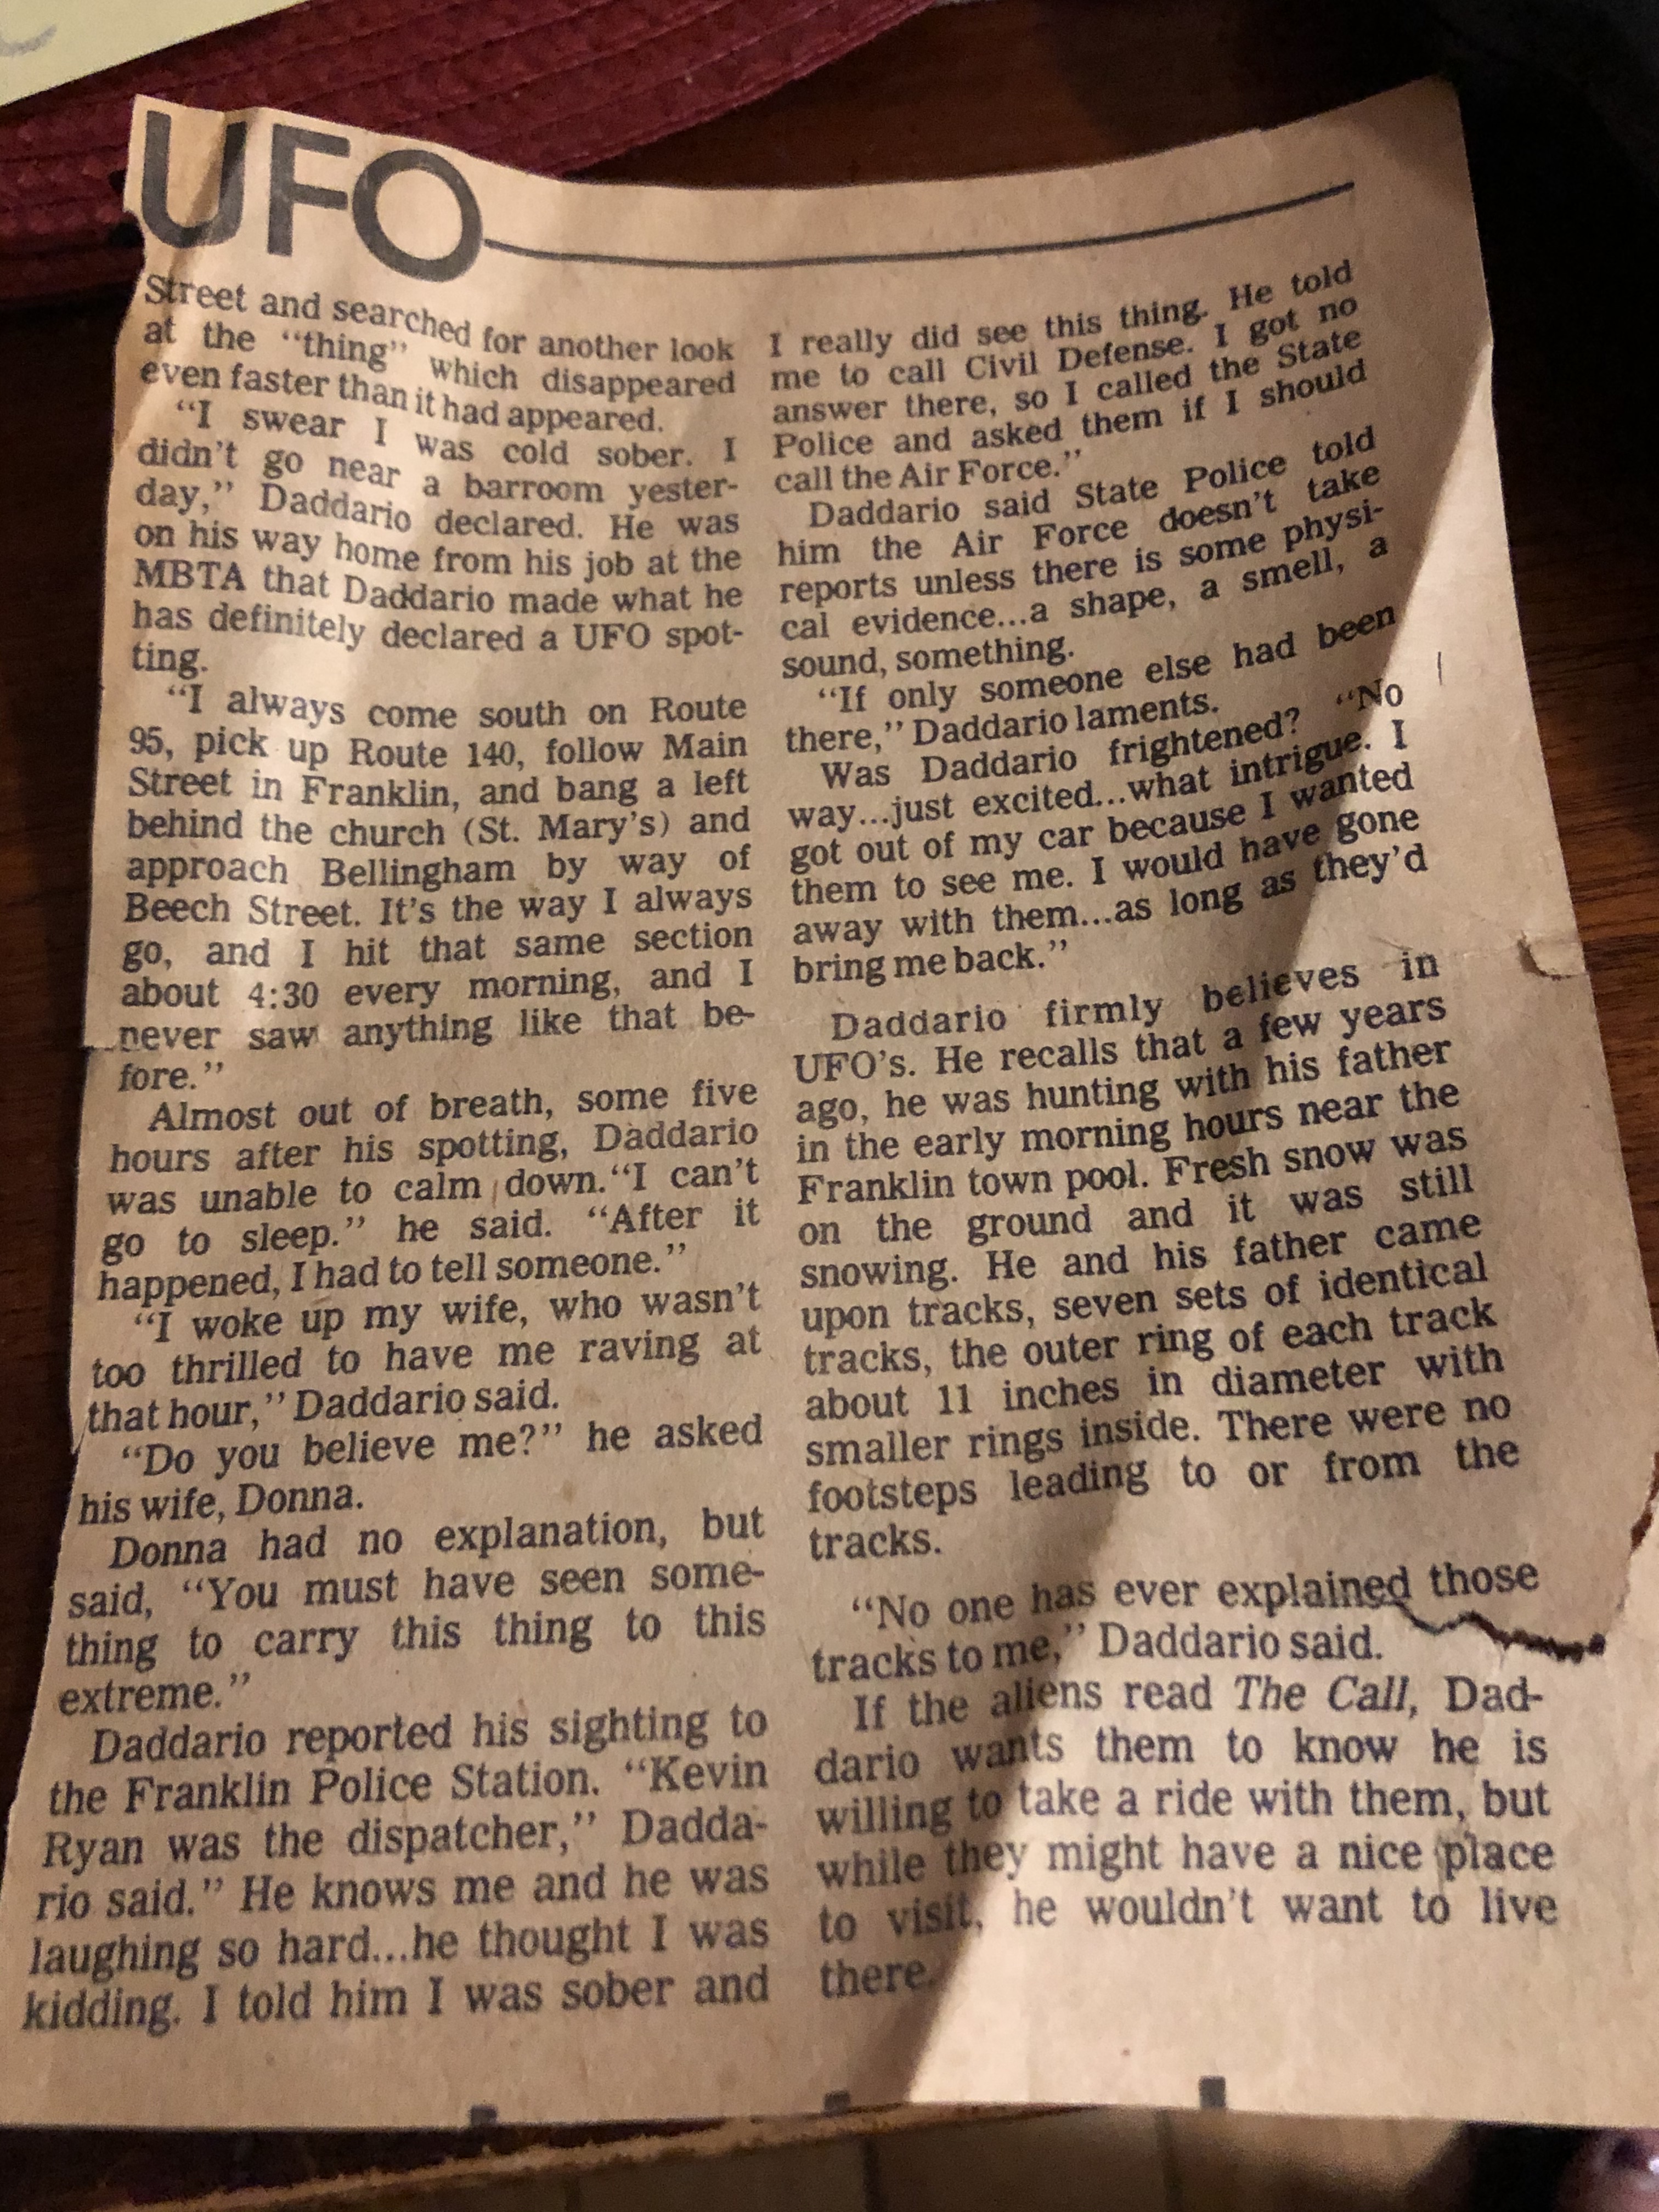 UFO
Street and searched for another look
at the “thing” which disappeared
even faster than it had appeared.
“I swear I was cold sober. I
didn’t go near a barroom yester-
day,” Daddario declared. He was
on his way home from his job at the
MBTA that Daddario made what he
has definitely declared a UFO spot-
ting.
“I always come south on Route
95, pick up Route 140, follow Main
Street in Franklin, and bang a left
behind the church (St. Mary’s) and
approach Bellingham by way of
Beech Street. It’s the way I always
go, and I hit that same section
about 4:30 every morning, and I
never saw anything like that be-
fore.”
Almost out of breath, some five
hours after his spotting, Daddario
was unable to calm down.“I can’t
go to sleep.” he said. “After it
happened, I had to tell someone.”
“I woke up my wife, who wasn’t
too thrilled to have me raving at
that hour,” Daddario said.
“Do you believe me?” he asked
his wife, Donna.
Donna had no explanation, but
said, “You must have seen some-
thing to carry this thing to this
extreme.”
Daddario reported his sighting to
the Franklin Police Station. “Kevin
Ryan was the dispatcher,” Dadda-
rio said.” He knows me and he was
laughing so hard...he thought I was
kidding. I told him I was sober and
I really did see this thing. He told
me to call Civil Defense. I got no
answer there, so I called the State
Police and asked them if I should
call the Air Force.”
Daddario said State Police told
him the Air Force doesn’t take
reports unless there is some physi-
cal evidence...a shape, a smell, a
sound, something.
“If only someone else had been
there,” Daddario laments.
Was Daddario frightened? “No
way...just excited...what intrigue. I
got out of my car because I wanted
them to see me. I would have gone
away with them...as long as they’d
bring me back.”
Daddario firmly believes in
UFO’s. He recalls that a few years
ago, he was hunting with his father
in the early morning hours near the
Franklin town pool. Fresh snow was
on the ground and it was still
snowing. He and his father came
upon tracks, seven sets of identical
tracks, the outer ring of each track
about 11 inches in diameter with
smaller rings inside. There were no
footsteps leading to or from the
tracks.
“No one has ever explained those
tracks to me,” Daddario said.
If the aliens read The Call, Dad-
dario wants them to know he is
willing to take a ride with them, but
while they might have a nice place
to visit, he wouldn’t want to live
there.